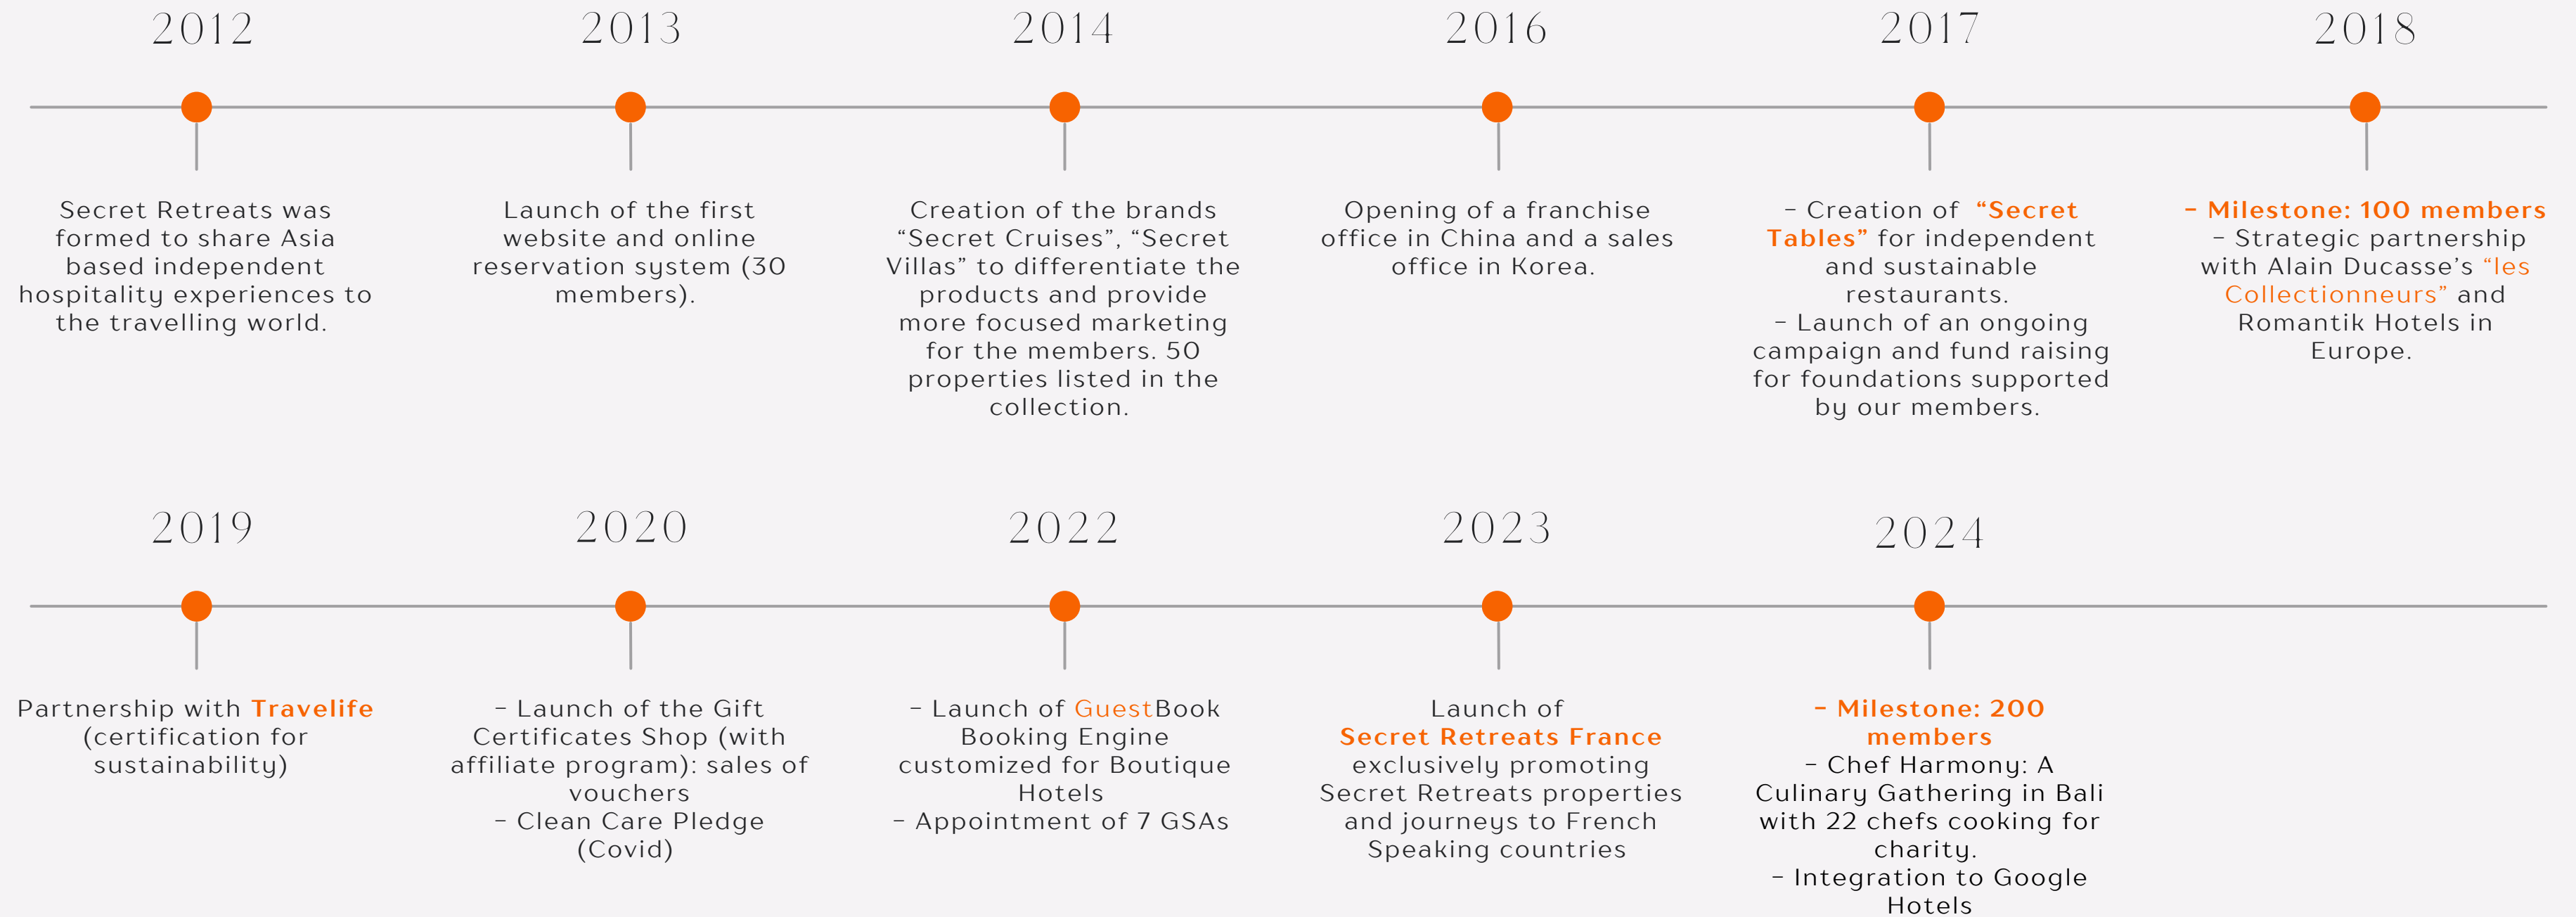 2012
Secret Retreats was
formed to share Asia
based independent
hospitality experiences to
the travelling world.
2013
Launch of the first
website and online
reservation system (30
members).
2014
Creation of the brands
“Secret Cruises”, “Secret
Villas” to differentiate the
products and provide
more focused marketing
for the members. 50
properties listed in the
collection.
2016
Opening of a franchise
office in China and a sales
office in Korea.
2017
- Creation of “Secret
Tables” for independent
and sustainable
restaurants.
- Launch of an ongoing
campaign and fund raising
for foundations supported
by our members.
2018
- Milestone: 100 members
- Strategic partnership
with Alain Ducasse’s “les
Collectionneurs” and
Romantik Hotels in
Europe.
2019
Partnership with Travelife
(certification for
sustainability)
2020
- Launch of the Gift
Certificates Shop (with
affiliate program): sales of
vouchers
- Clean Care Pledge
(Covid)
2022
- Launch of GuestBook
Booking Engine
customized for Boutique
Hotels
- Appointment of 7 GSAs
2023
Launch of
Secret Retreats France
exclusively promoting
Secret Retreats properties
and journeys to French
Speaking countries
2024
- Milestone: 200
members
- Chef Harmony: A
Culinary Gathering in Bali
with 22 chefs cooking for
charity.
- Integration to Google
Hotels